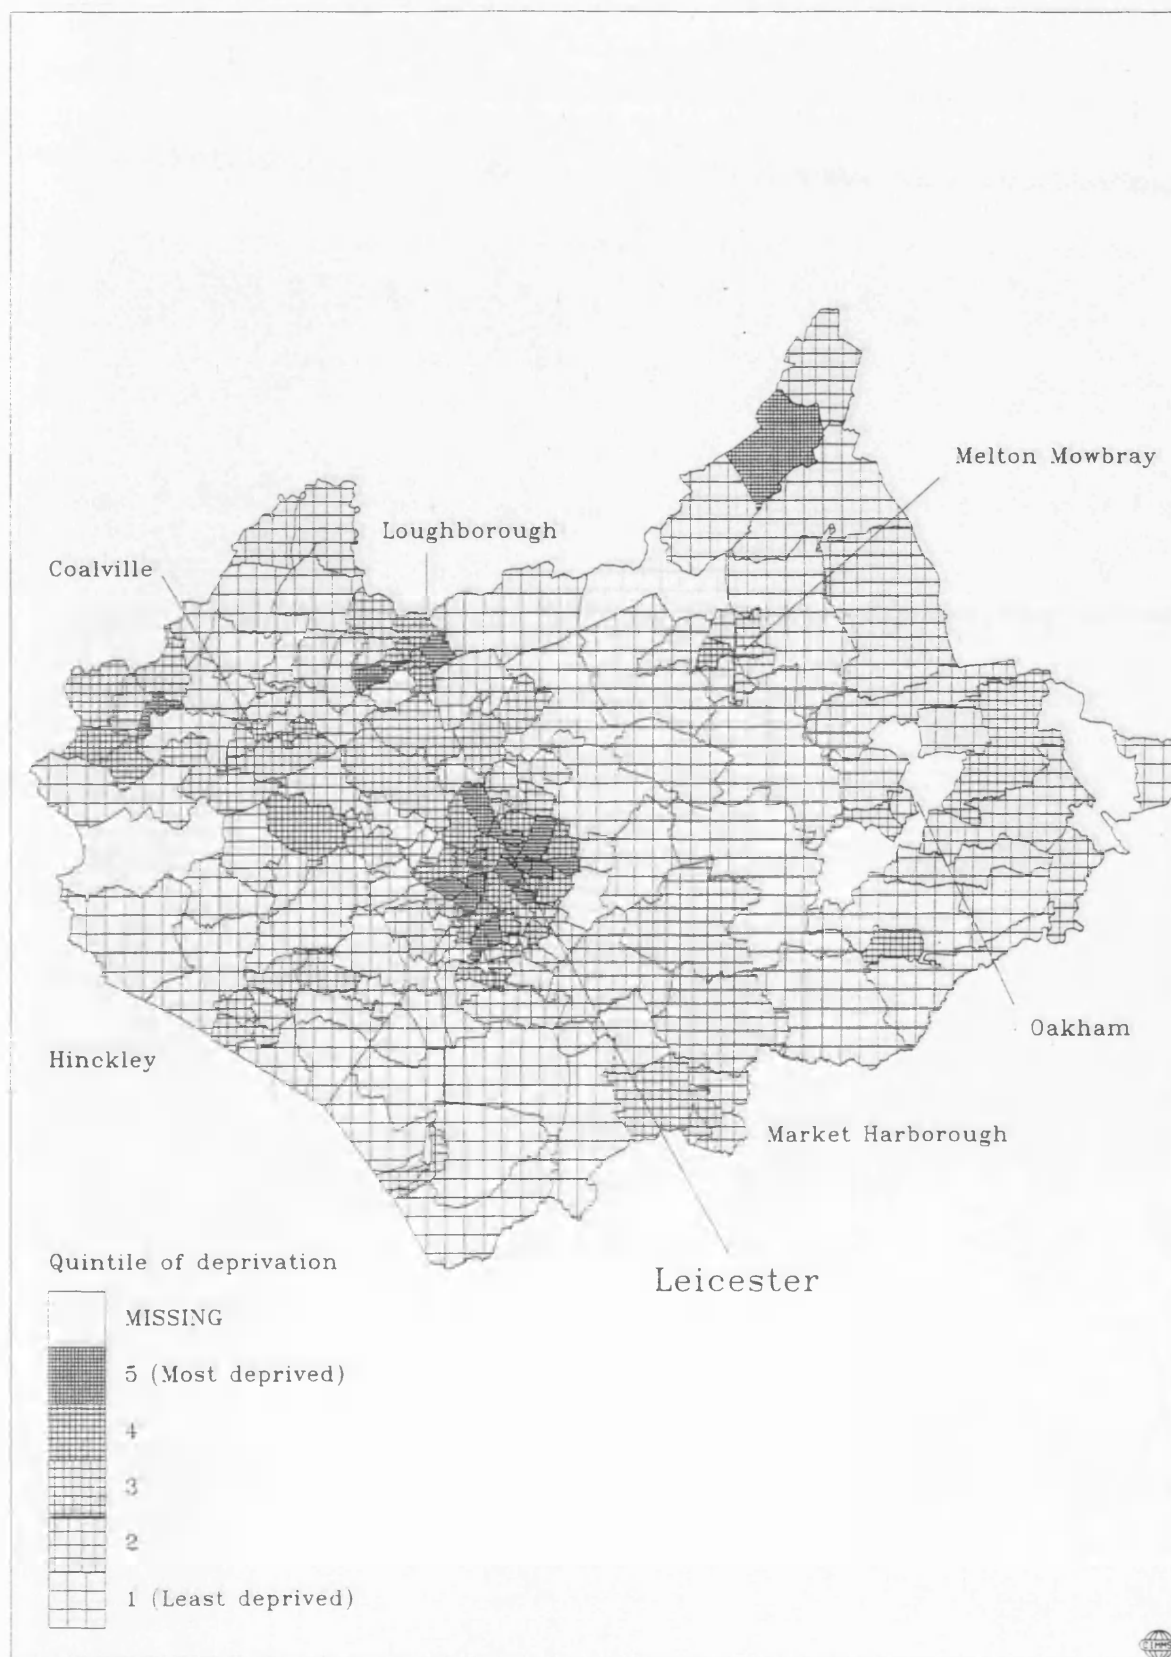 Melton Mowbray
Loughborough
Coalville
Oakham
Hinckley
Market Harborough
Quintile of deprivation
Leicester
MISSING
5 (Most deprived)
4
3
2
1 (Least deprived)